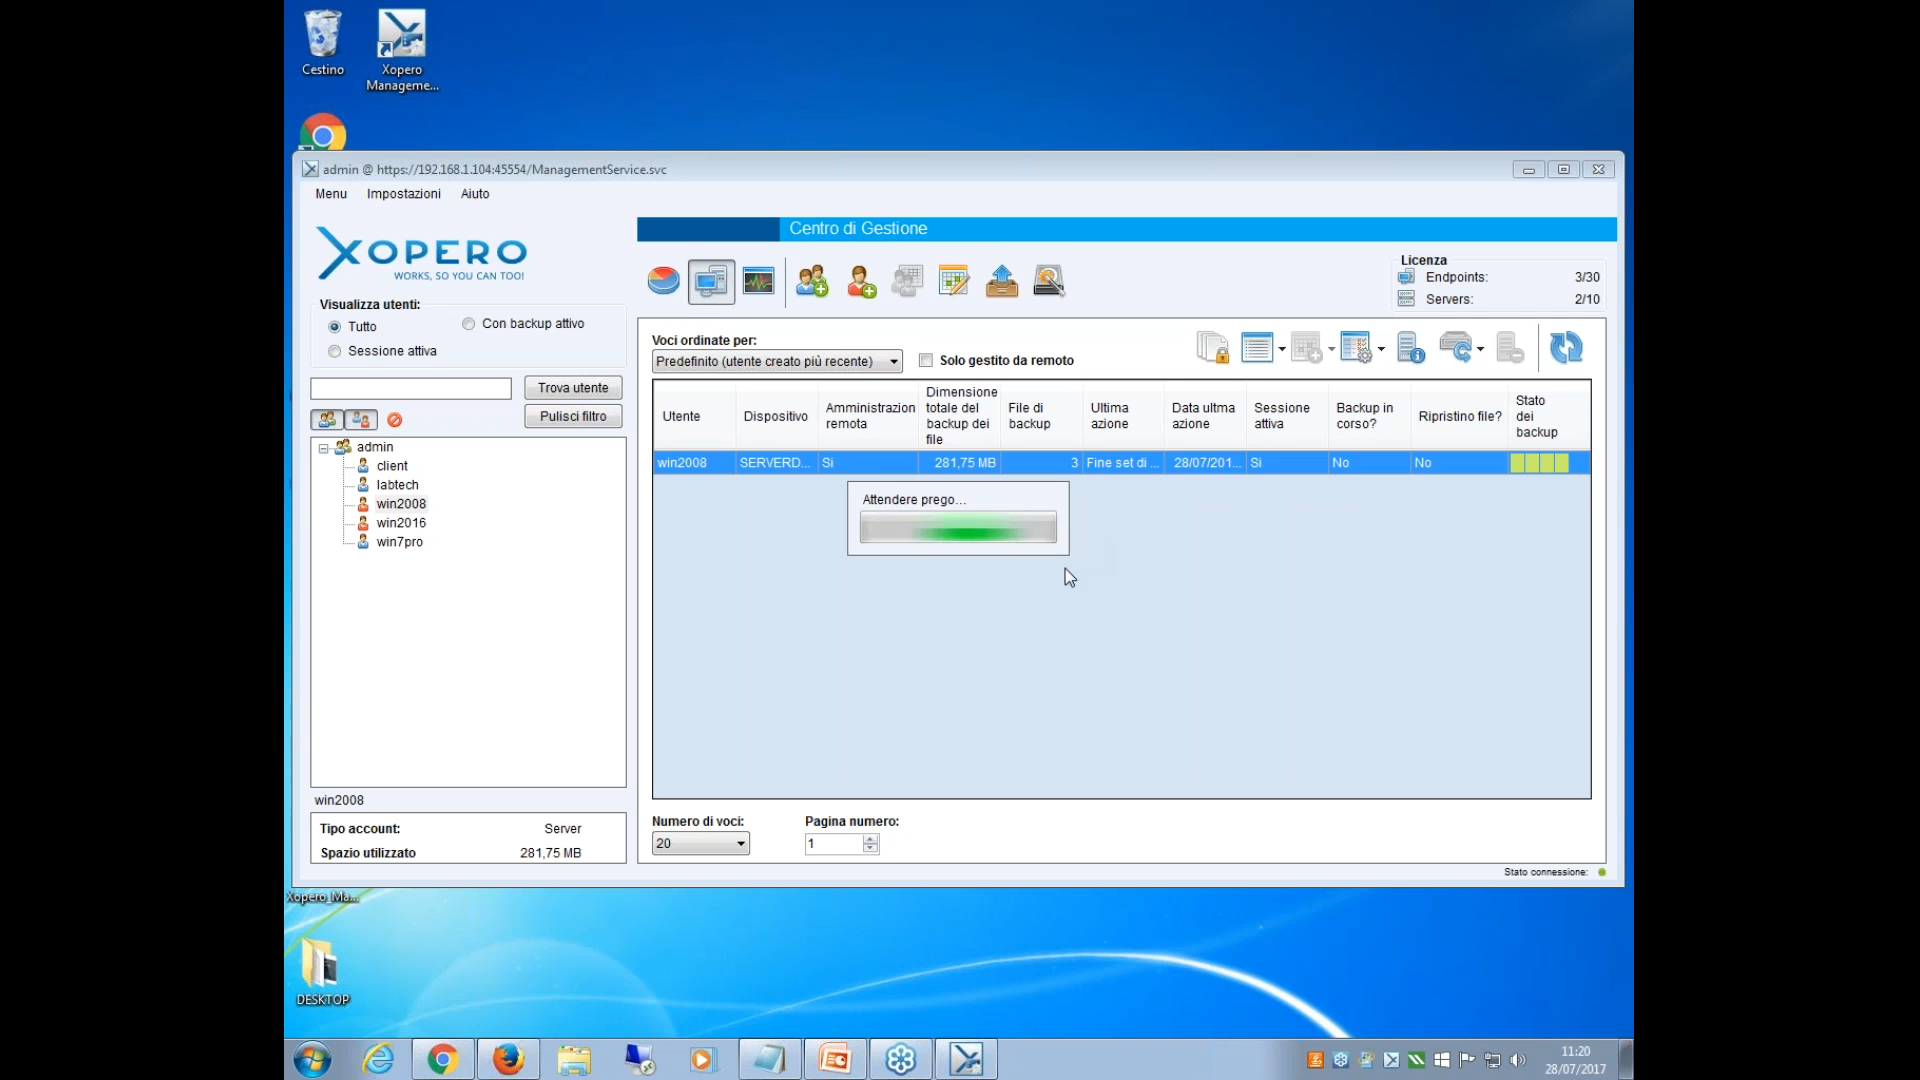 Cestino
Xopero
Manageme...
admin @ https://192.168.1.104:45554/ManagementService.svc
Menu Impostazioni Aiuto
XOPERO
WORKS, SO YOU CAN TOO!
Centro di Gestione
Licenza
Endpoints: 3/30
Servers: 2/10
Visualizza utenti:
Tutto
Con backup attivo
Sessione attiva
Trova utente
Pulisci filtro
admin
client
labtech
win2008
win2016
win7pro
win2008
Tipo account: Server
Spazio utilizzato 281,75 MB
Voci ordinate per:
Predefinito (utente creato più recente)
Solo gestito da remoto
Utente
Dispositivo
Amministrazion
remota
Dimensione
totale del
backup dei
file
File di
backup
Ultima
azione
Data ultma
azione
Sessione
attiva
Backup in
corso?
Ripristino file?
Stato
dei
backup
win2008 SERVERD... Si 281,75 MB 3 Fine set di ... 28/07/201... Si No No
Attendere prego...
Numero di voci:
20
Pagina numero:
1
Stato connessione:
Xopero_Ma...
DESKTOP
11:20
28/07/2017